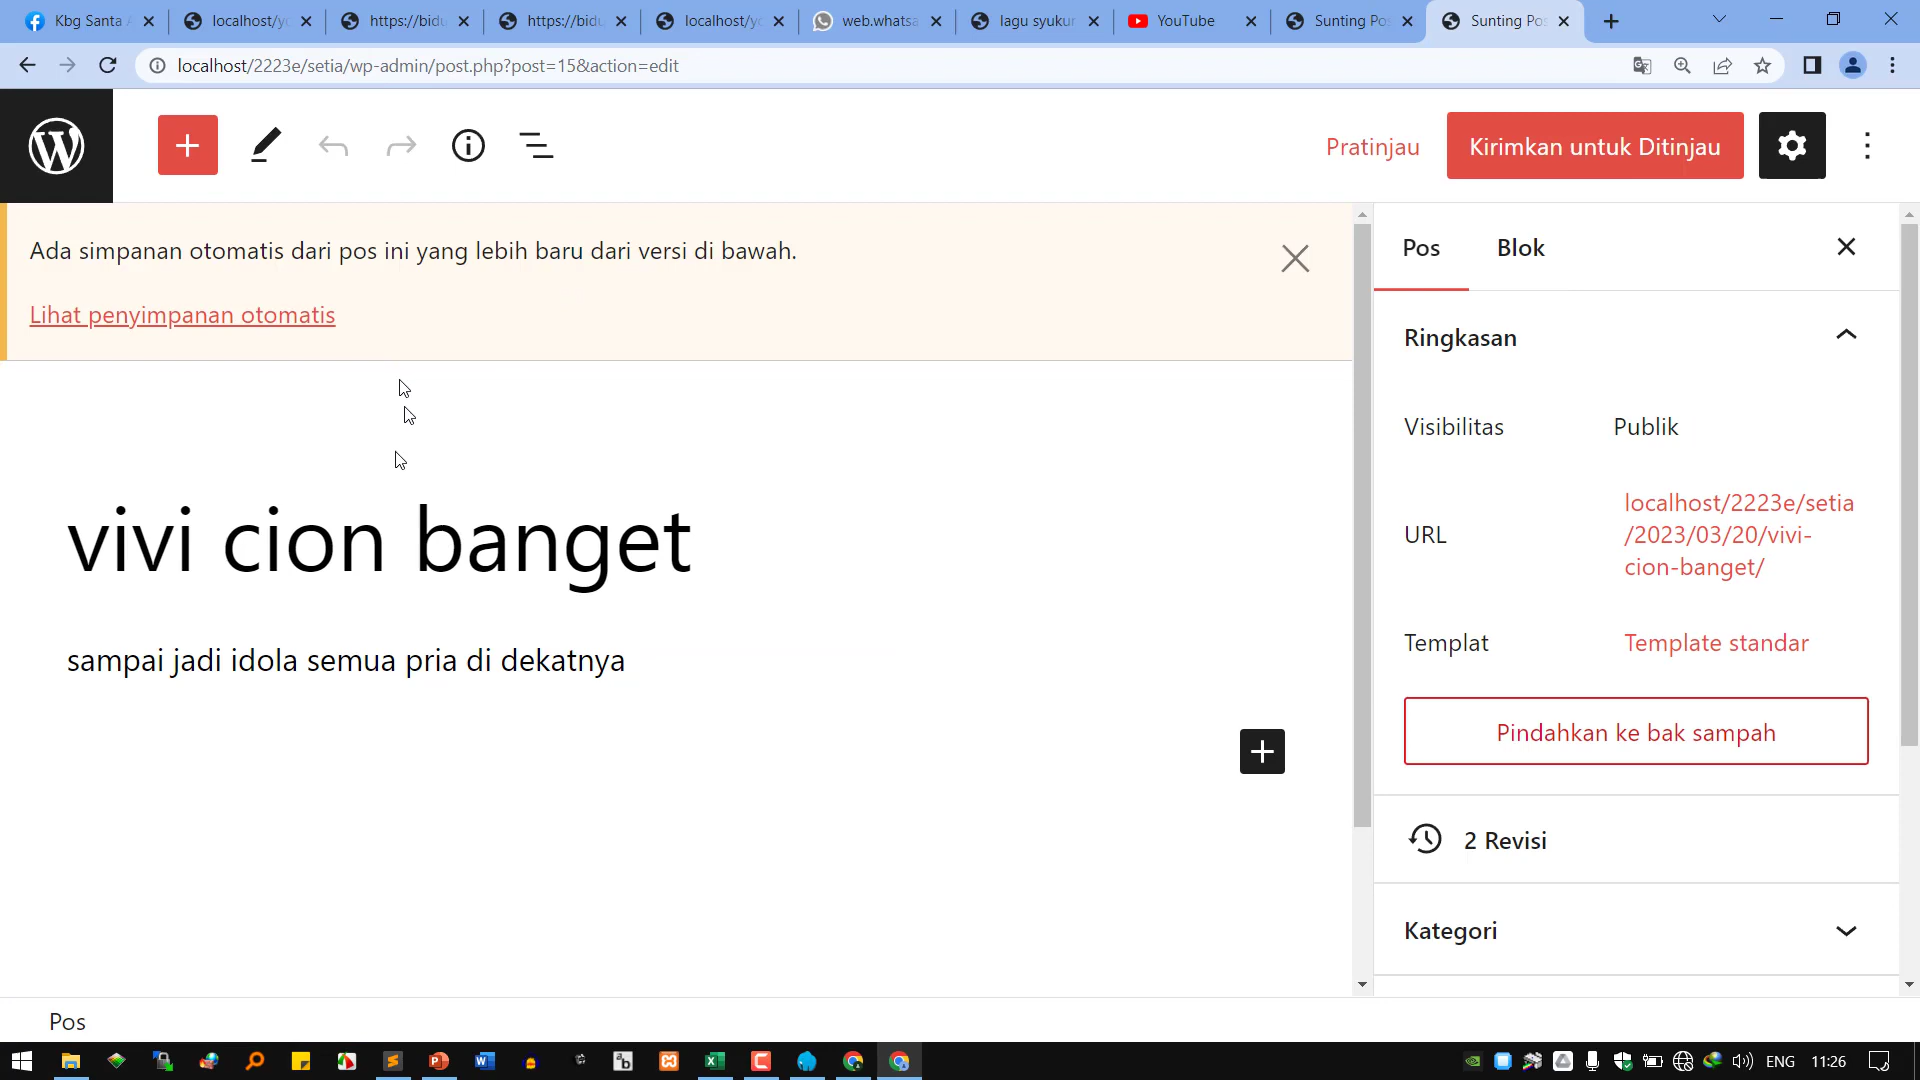 Kbg Santa A
localhost/yo
https://bidu
https://bidu
localhost/yo
web.whatsa
lagu syukur
YouTube
Sunting Pos
Sunting Pos
localhost/2223e/setia/wp-admin/post.php?post=15&action=edit
Pratinjau
Kirimkan untuk Ditinjau
Ada simpanan otomatis dari pos ini yang lebih baru dari versi di bawah.
Lihat penyimpanan otomatis
vivi cion banget
sampai jadi idola semua pria di dekatnya
Pos
Blok
Ringkasan
Visibilitas
Publik
URL
localhost/2223e/setia
/2023/03/20/vivi-
cion-banget/
Templat
Template standar
Pindahkan ke bak sampah
2 Revisi
Kategori
Pos
ENG
11:26